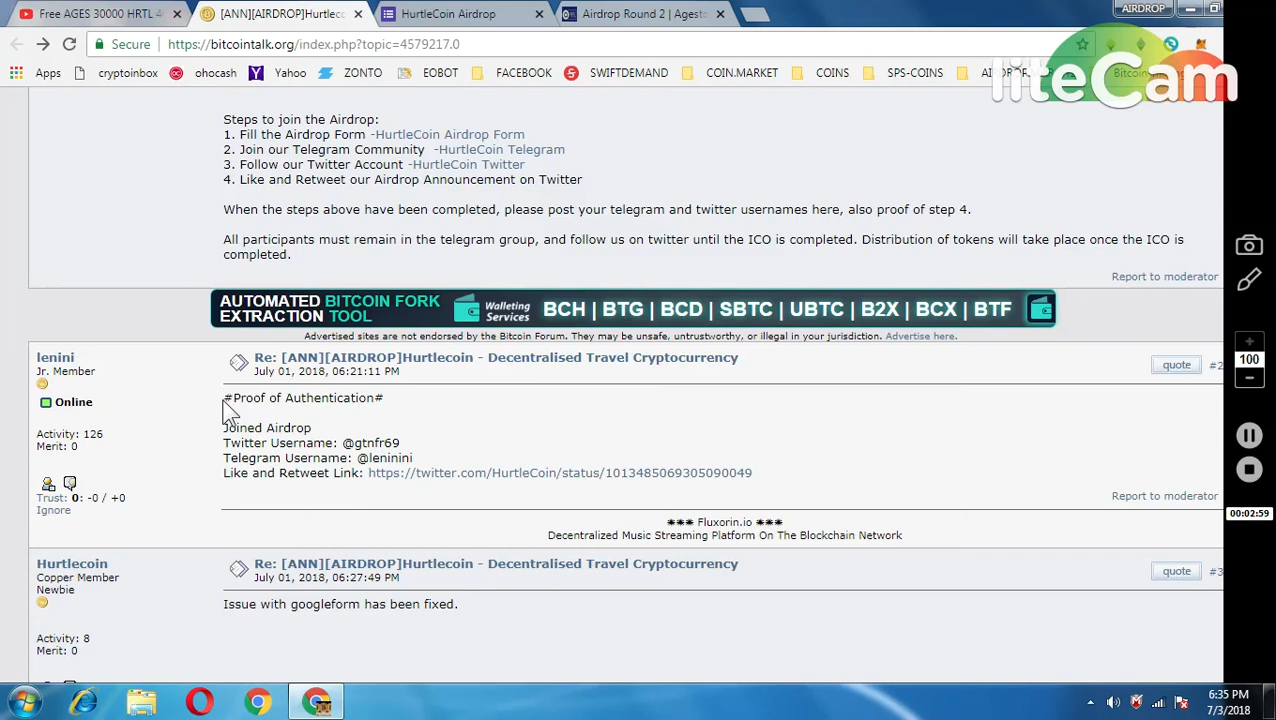 Free AGES 30000 HRTL 4
[ANN][AIRDROP]Hurtlec
HurtleCoin Airdrop
Airdrop Round 2 | Agest
AIRDROP
Secure
https://bitcointalk.org/index.php?topic=4579217.0
Apps
cryptoinbox
ohocash
Yahoo
EOBOT
FACEBOOK
SWIFTDEMAND
COIN.MARKET
COINS
SPS-COINS
liteCam
Steps to join the Airdrop:
1. Fill the Airdrop Form -HurtleCoin Airdrop Form
2. Join our Telegram Community -HurtleCoin Telegram
3. Follow our Twitter Account -HurtleCoin Twitter
4. Like and Retweet our Airdrop Announcement on Twitter
When the steps above have been completed, please post your telegram and twitter usernames here, also proof of step 4.
All participants must remain in the telegram group, and follow us on twitter until the ICO is completed. Distribution of tokens will take place once the ICO is
completed.
Report to moderator
AUTOMATED BITCOIN FORK
EXTRACTION TOOL
Walleting
Services
BCH | BTG | BCD | SBTC | UBTC | B2X | BCX | BTF
Advertised sites are not endorsed by the Bitcoin Forum. They may be unsafe, untrustworthy, or illegal in your jurisdiction. Advertise here.
lenini
Jr. Member
Online
Activity: 126
Merit: 0
Trust: 0: -0 / +0
Ignore
Re: [ANN][AIRDROP]Hurtlecoin - Decentralised Travel Cryptocurrency
July 01, 2018, 06:21:11 PM
quote
#2
#Proof of Authentication#
Joined Airdrop
Twitter Username: @gtnfr69
Telegram Username: @leninini
Like and Retweet Link: https://twitter.com/HurtleCoin/status/1013485069305090049
Report to moderator
✷✷✷ Fluxorin.io ✷✷✷
Decentralized Music Streaming Platform On The Blockchain Network
Hurtlecoin
Copper Member
Newbie
Activity: 8
Merit: 0
Re: [ANN][AIRDROP]Hurtlecoin - Decentralised Travel Cryptocurrency
July 01, 2018, 06:27:49 PM
quote
#3
Issue with googleform has been fixed.
100
00:02:59
6:35 PM
7/3/2018